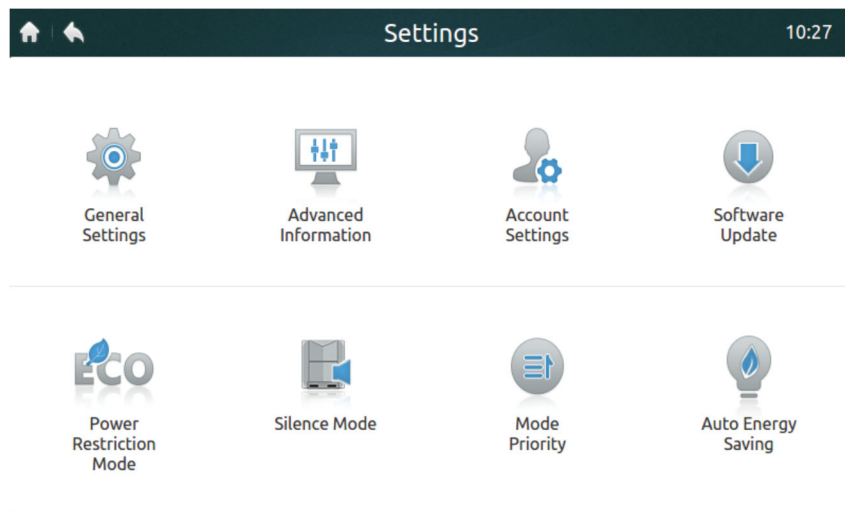 Settings
10:27
General
Settings
Advanced
Information
Account
Settings
Software
Update
ECO
Power
Restriction
Mode
Silence Mode
Mode
Priority
Auto Energy
Saving